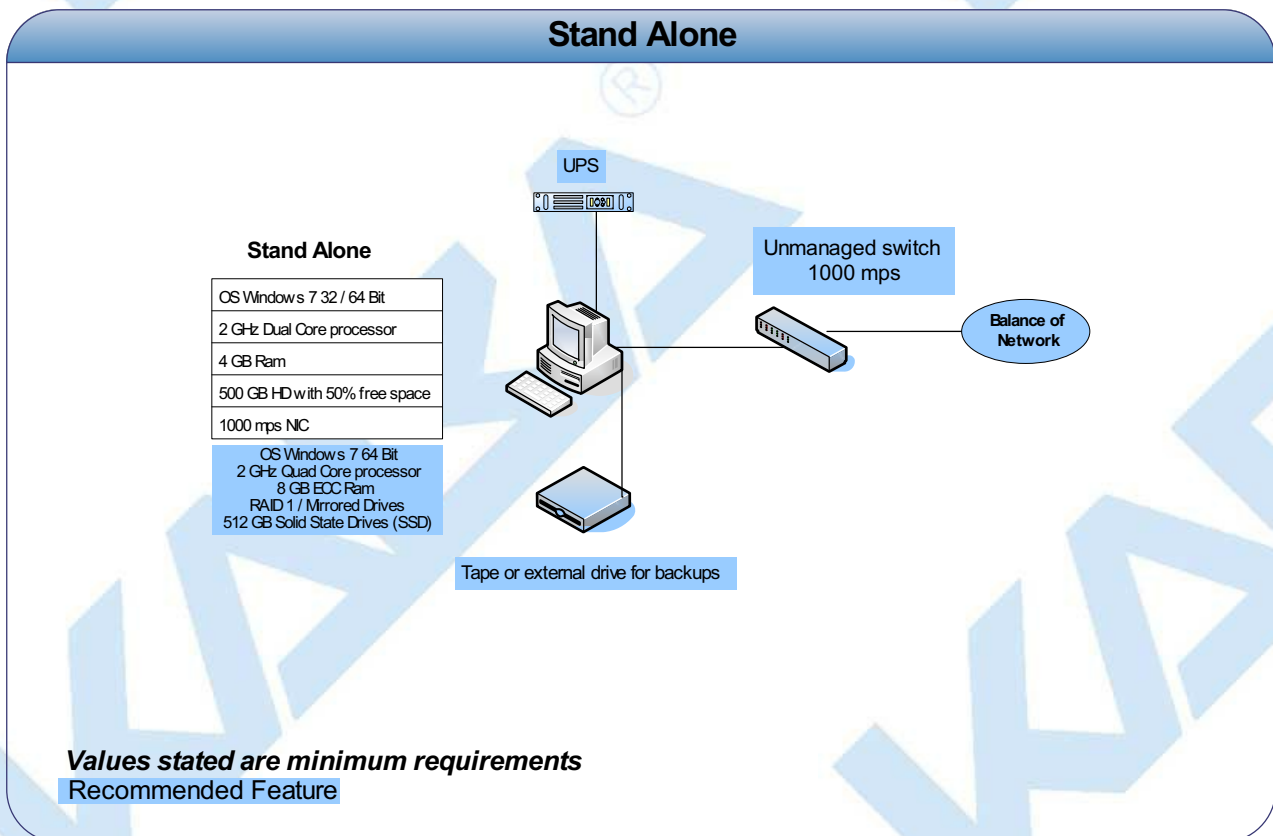 Stand Alone
®
UPS
Unmanaged switch
1000 mps
Stand Alone
OS Windows 7 32 / 64 Bit
2 GHz Dual Core processor
4 GB Ram
500 GB HD with 50% free space
1000 mps NIC
OS Windows 7 64 Bit
2 GHz Quad Core processor
8 GB ECC Ram
RAID 1 / Mirrored Drives
512 GB Solid State Drives (SSD)
Balance of
Network
Tape or external drive for backups
Values stated are minimum requirements
Recommended Feature